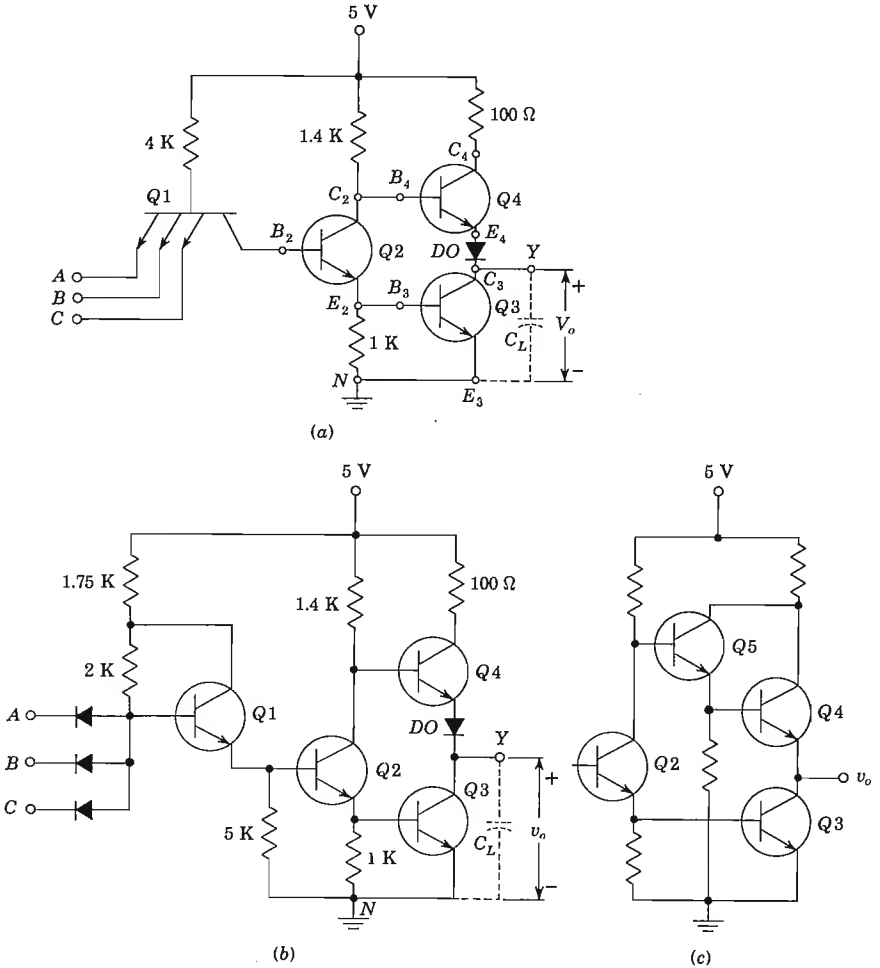 5 V
100 Ω
1.4 K
4 K
C4
Q1
C2
B4
Q4
B2
E4
DO
Y
A
Q2
C3
+
B
E2
B3
Q3
C
CL
Vo
1 K
N
−
E3
(a)
5 V
5 V
1.75 K
1.4 K
100 Ω
2 K
Q4
Q5
A
Q1
DO
Y
Q4
B
Q2
Q3
+
Q2
vo
C
5 K
1 K
CL
vo
Q3
N
−
(b)
(c)